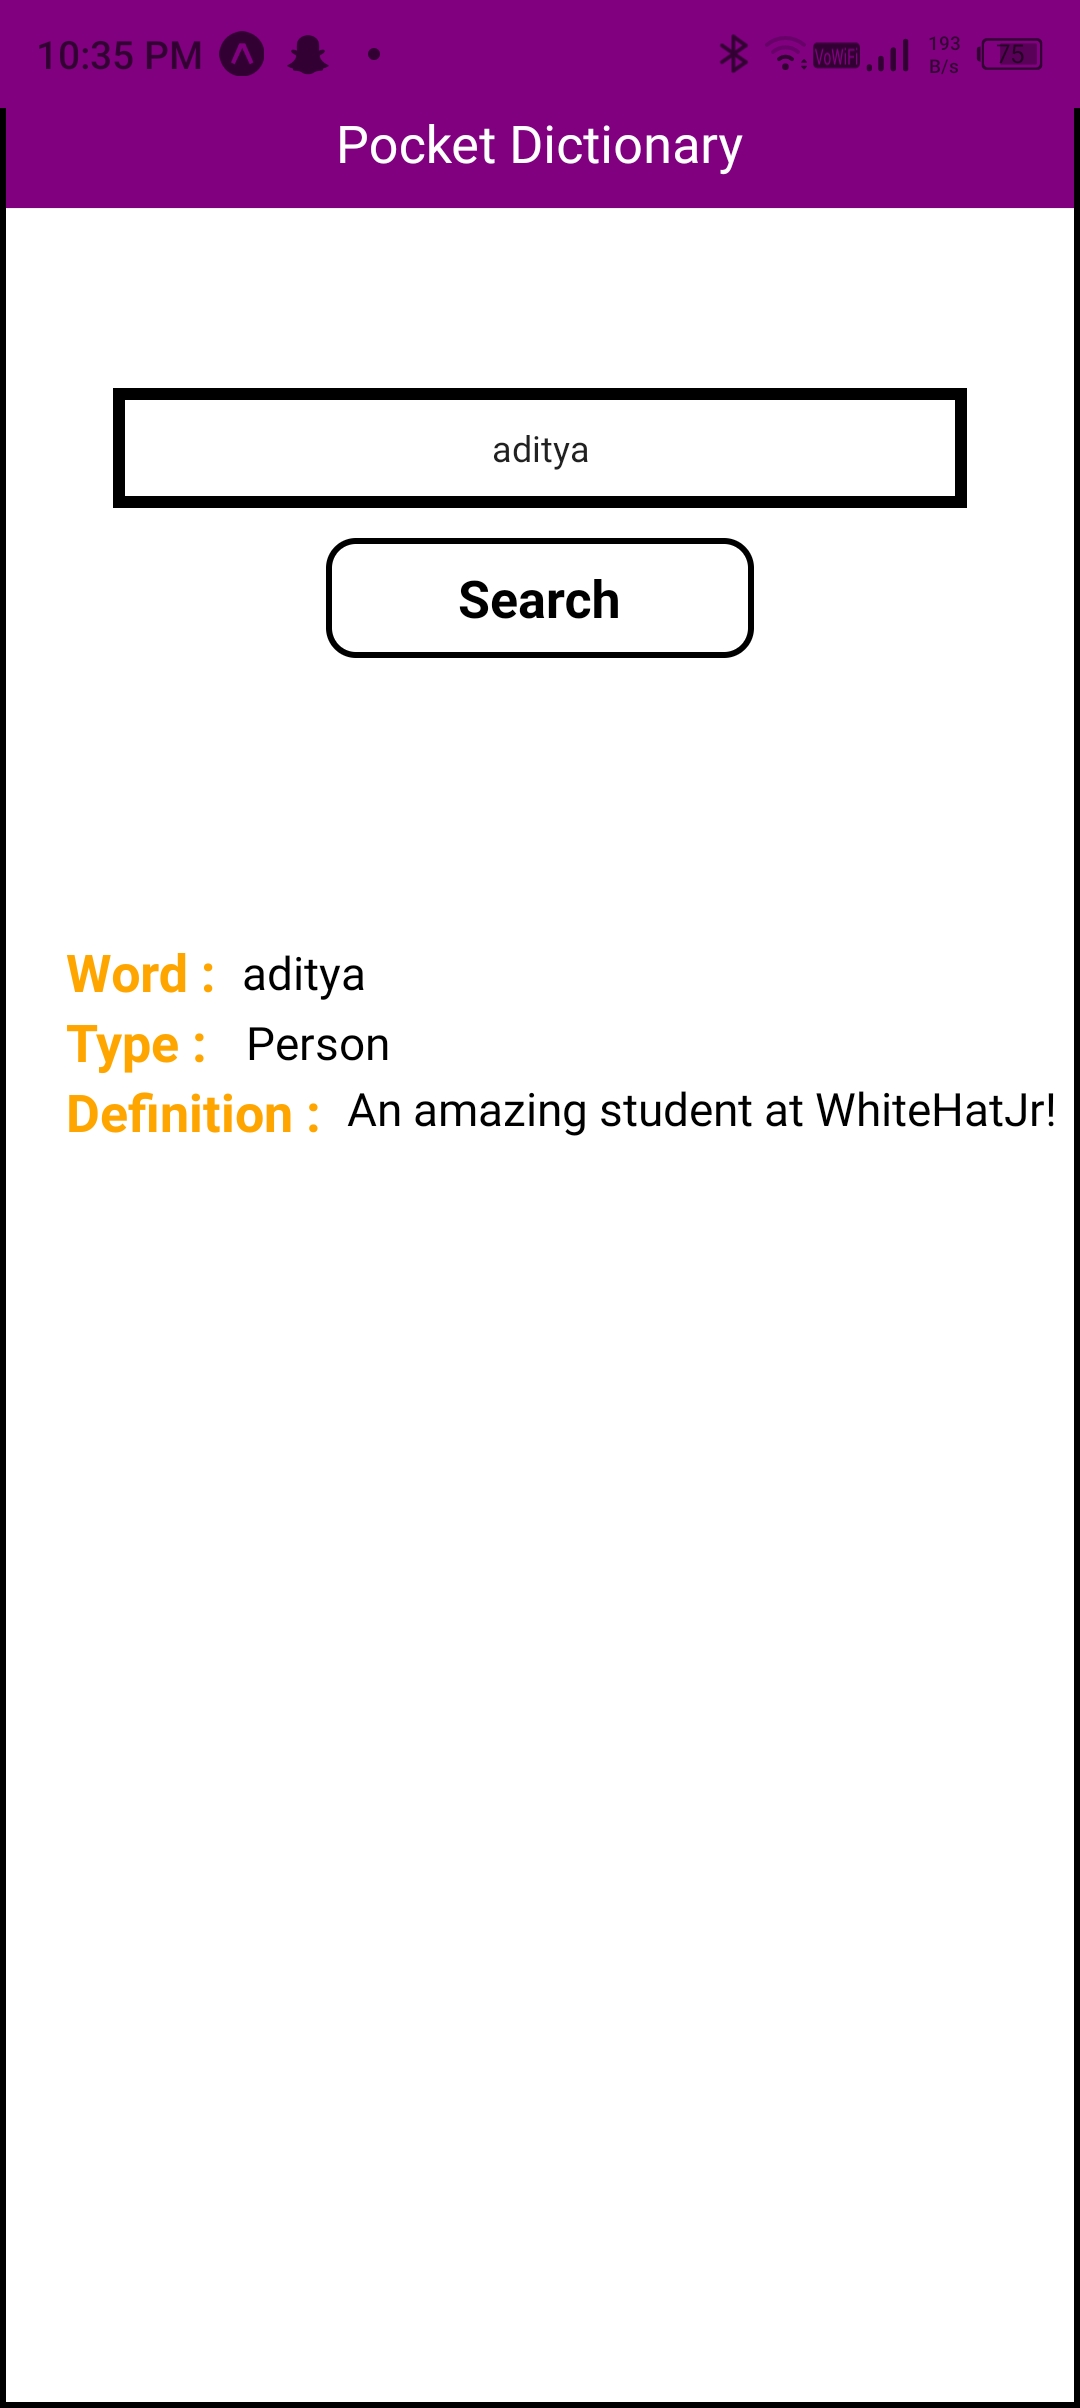 10:35 PM VoWiFi 193 B/s 75
Pocket Dictionary
aditya
Search
Word : aditya
Type : Person
Definition : An amazing student at WhiteHatJr!